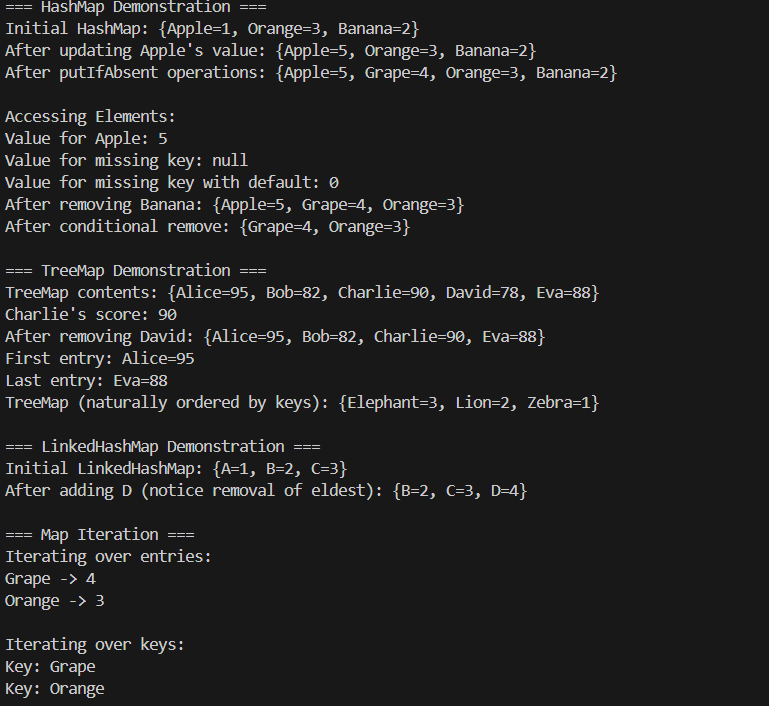 === HashMap Demonstration ===
Initial HashMap: {Apple=1, Orange=3, Banana=2}
After updating Apple's value: {Apple=5, Orange=3, Banana=2}
After putIfAbsent operations: {Apple=5, Grape=4, Orange=3, Banana=2}

Accessing Elements:
Value for Apple: 5
Value for missing key: null
Value for missing key with default: 0
After removing Banana: {Apple=5, Grape=4, Orange=3}
After conditional remove: {Grape=4, Orange=3}

=== TreeMap Demonstration ===
TreeMap contents: {Alice=95, Bob=82, Charlie=90, David=78, Eva=88}
Charlie's score: 90
After removing David: {Alice=95, Bob=82, Charlie=90, Eva=88}
First entry: Alice=95
Last entry: Eva=88
TreeMap (naturally ordered by keys): {Elephant=3, Lion=2, Zebra=1}

=== LinkedHashMap Demonstration ===
Initial LinkedHashMap: {A=1, B=2, C=3}
After adding D (notice removal of eldest): {B=2, C=3, D=4}

=== Map Iteration ===
Iterating over entries:
Grape -> 4
Orange -> 3

Iterating over keys:
Key: Grape
Key: Orange